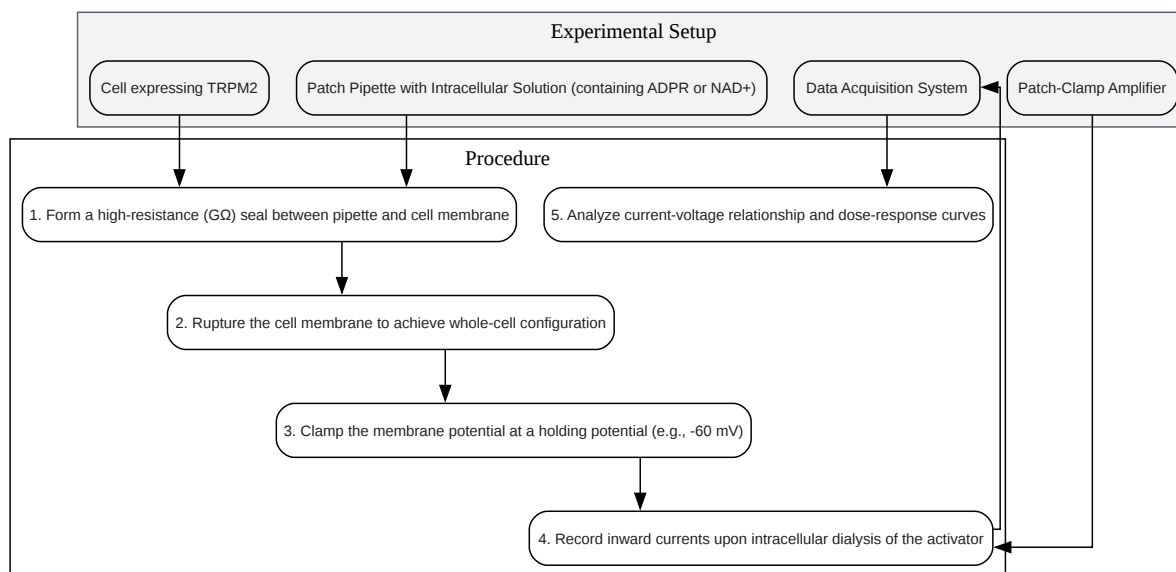 Experimental Setup
Cell expressing TRPM2
Patch Pipette with Intracellular Solution (containing ADPR or NAD+)
Data Acquisition System
Patch-Clamp Amplifier
Procedure
1. Form a high-resistance (GΩ) seal between pipette and cell membrane
5. Analyze current-voltage relationship and dose-response curves
2. Rupture the cell membrane to achieve whole-cell configuration
3. Clamp the membrane potential at a holding potential (e.g., -60 mV)
4. Record inward currents upon intracellular dialysis of the activator